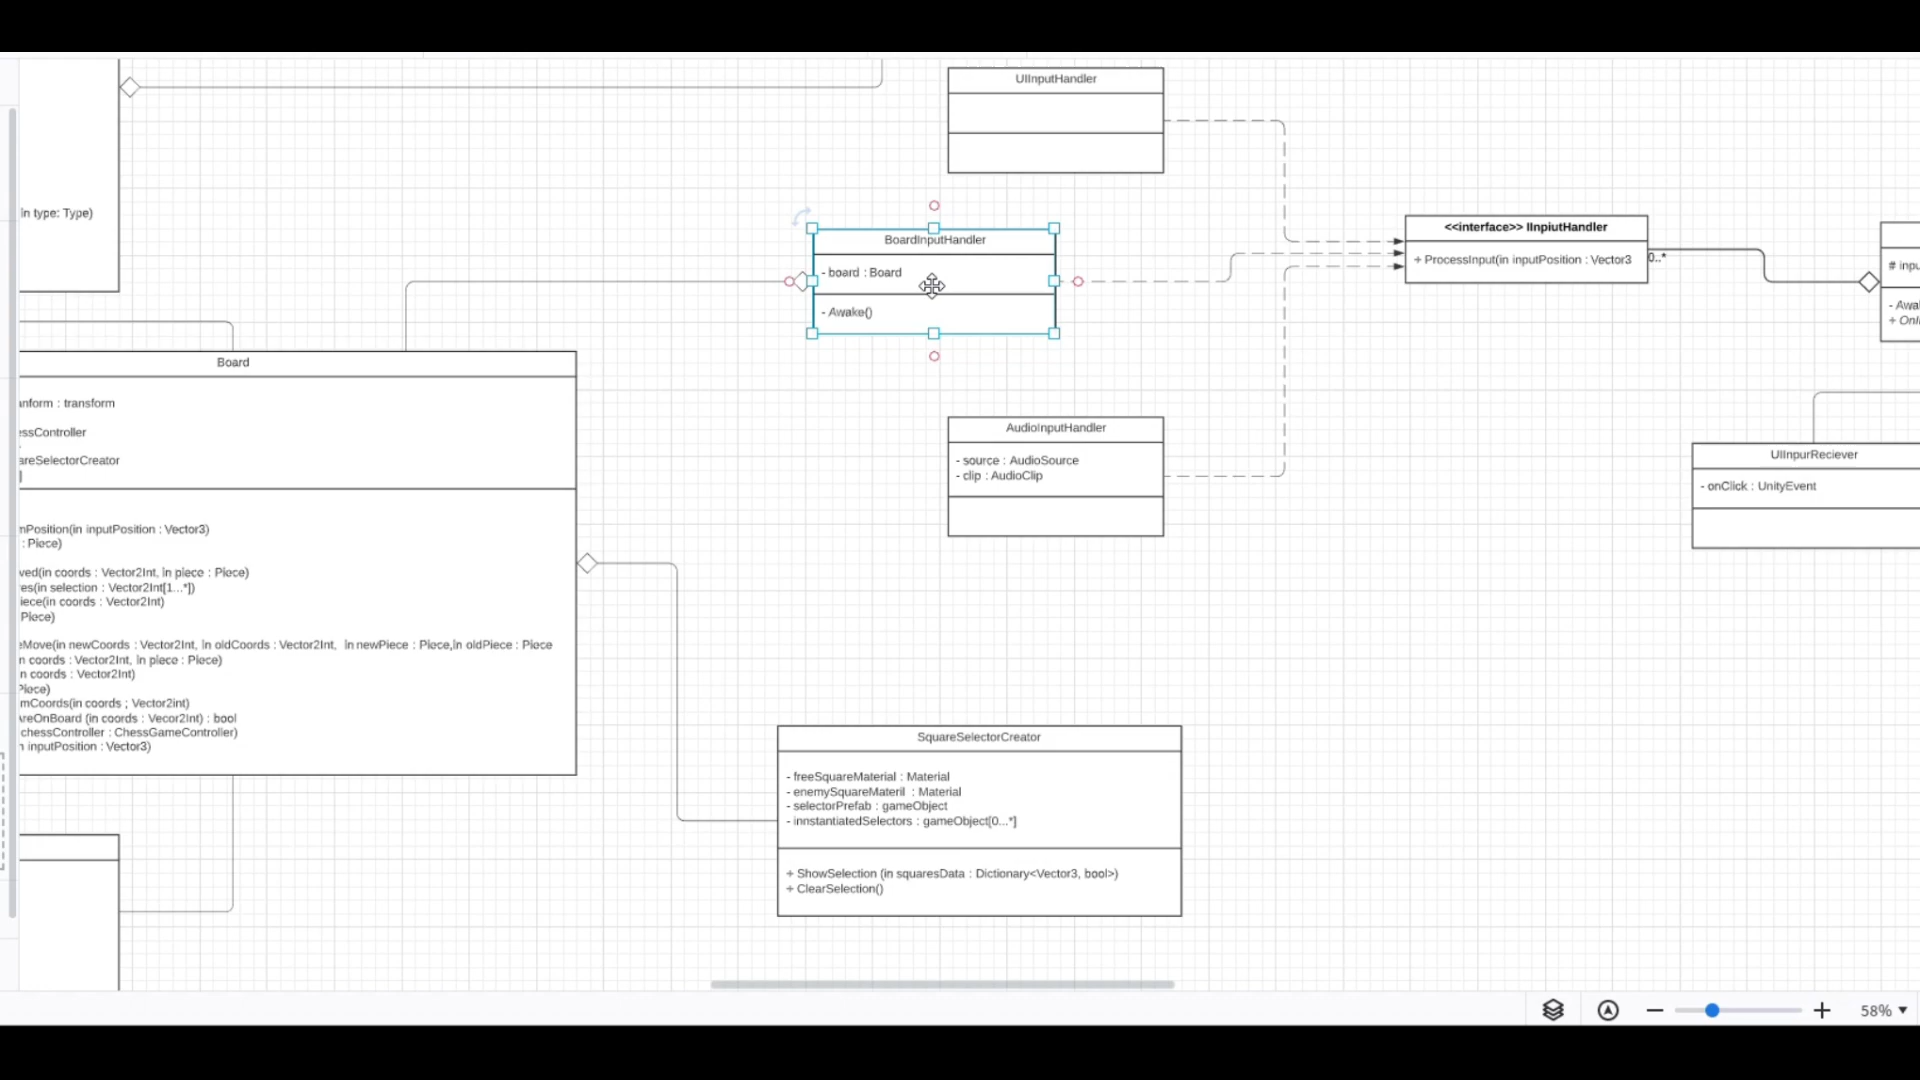 UIInputHandler
In type: Type)
BoardInputHandler
- board : Board
- Awake()
<<interface>> IInpiutHandler
+ ProcessInput(in inputPosition : Vector3
0..*
# inpu
- Awa
+ OnI
Board
anform : transform
essController
areSelectorCreator
]
AudioInputHandler
- source : AudioSource
- clip : AudioClip
UIInpurReciever
- onClick : UnityEvent
mPosition(in inputPosition : Vector3)
: Piece)
ved(in coords : Vector2Int, in piece : Piece)
es(in selection : Vector2Int[1...*])
iece(in coords : Vector2Int)
Piece)
eMove(in newCoords : Vector2Int, In oldCoords : Vector2Int, In newPiece : Piece,In oldPiece : Piece
n coords : Vector2Int, In piece : Piece)
n coords : Vector2Int)
Piece)
mCoords(in coords ; Vector2int)
AreOnBoard (in coords : Vecor2Int) : bool
chessController : ChessGameController)
n inputPosition : Vector3)
SquareSelectorCreator
- freeSquareMaterial : Material
- enemySquareMateril : Material
- selectorPrefab : gameObject
- innstantiatedSelectors : gameObject[0...*]
+ ShowSelection (in squaresData : Dictionary<Vector3, bool>)
+ ClearSelection()
58%